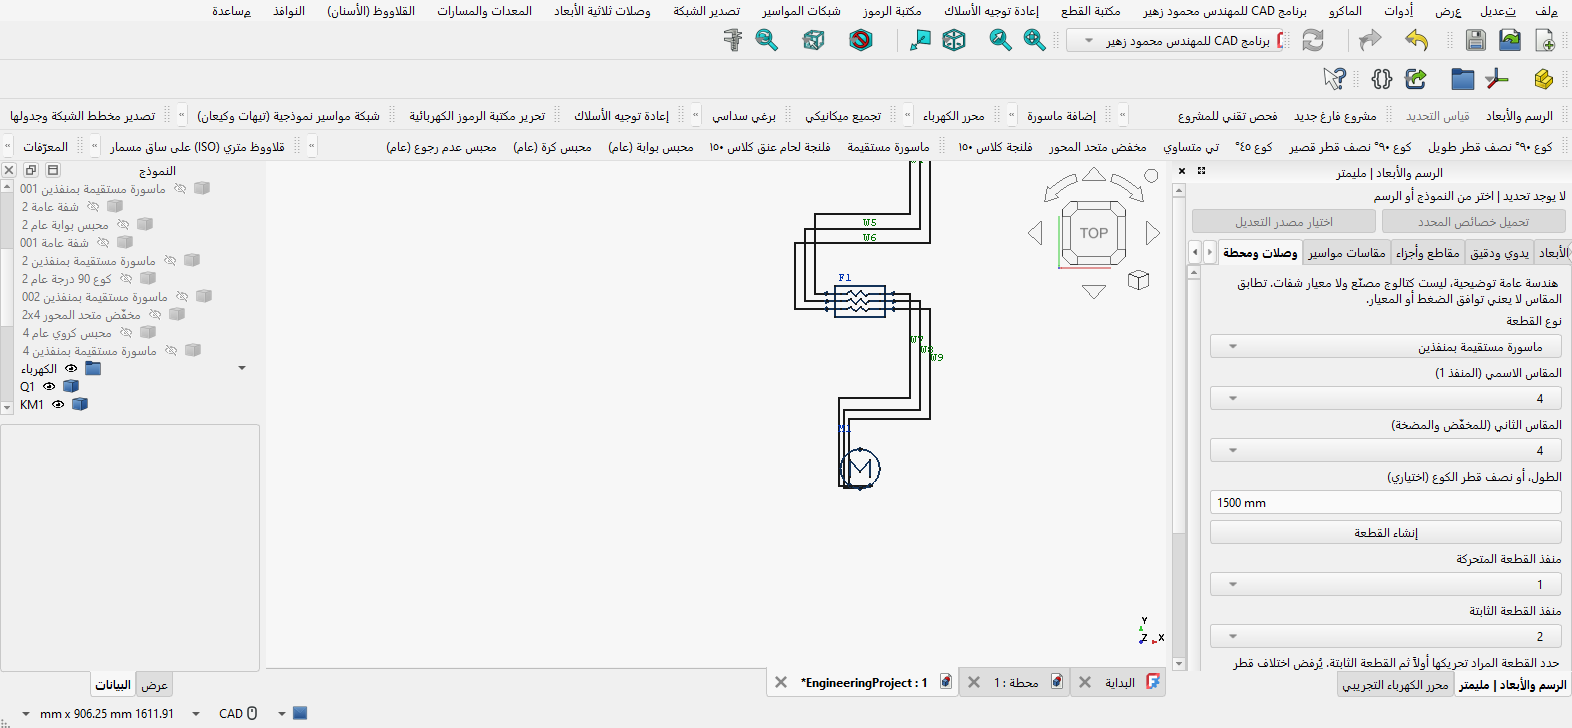 ملف تعديل عرض أدوات الماكرو برنامج CAD للمهندس محمود زهير مكتبة القطع إعادة توجيه الأسلاك مكتبة الرموز شبكات المواسير تصدير الشبكة وصلات ثلاثية الأبعاد المعدات والمسارات القلاووظ (الأسنان) النوافذ مساعدة
برنامج CAD للمهندس محمود زهير
الرسم والأبعاد قياس التحديد مشروع فارغ جديد فحص تقني للمشروع إضافة ماسورة محرر الكهرباء تجميع ميكانيكي برغي سداسي إعادة توجيه الأسلاك تحرير مكتبة الرموز الكهربائية شبكة مواسير نموذجية (تيهات وكيعان) تصدير مخطط الشبكة وجدولها
كوع ٩٠° نصف قطر طويل كوع ٩٠° نصف قطر قصير كوع ٤٥° تي متساوي مخفض متحد المحور فلنجة كلاس ١٥٠ ماسورة مستقيمة فلنجة لحام عنق كلاس ١٥٠ محبس بوابة (عام) محبس كرة (عام) محبس عدم رجوع (عام) قلاووظ متري (ISO) على ساق مسمار المعرّفات
النموذج
ماسورة مستقيمة بمنفذين 001
شفة عامة 2
محبس بوابة عام 2
شفة عامة 001
ماسورة مستقيمة بمنفذين 2
كوع 90 درجة عام 2
ماسورة مستقيمة بمنفذين 002
مخفّض متحد المحور 2x4
محبس كروي عام 4
ماسورة مستقيمة بمنفذين 4
الكهرباء
Q1
KM1
عرض البيانات
W5
W6
F1
W7
W8
W9
M
TOP
Y
Z X
الرسم والأبعاد | مليمتر
لا يوجد تحديد | اختر من النموذج أو الرسم
تحميل خصائص المحدد اختيار مصدر التعديل
الأبعاد يدوي ودقيق مقاطع وأجزاء مقاسات مواسير وصلات ومحطة
هندسة عامة توضيحية، ليست كتالوج مصنّع ولا معيار شفات. تطابق
المقاس لا يعني توافق الضغط أو المعيار.
نوع القطعة
ماسورة مستقيمة بمنفذين
المقاس الاسمي (المنفذ 1)
4
المقاس الثاني (للمخفّض والمضخة)
4
الطول، أو نصف قطر الكوع (اختياري)
1500 mm
إنشاء القطعة
منفذ القطعة المتحركة
1
منفذ القطعة الثابتة
2
حدد القطعة المراد تحريكها أولاً ثم القطعة الثابتة. يُرفض اختلاف قطر
الرسم والأبعاد | مليمتر محرر الكهرباء التجريبي
البداية محطة : 1 EngineeringProject : 1*
CAD 1611.91 mm x 906.25 mm